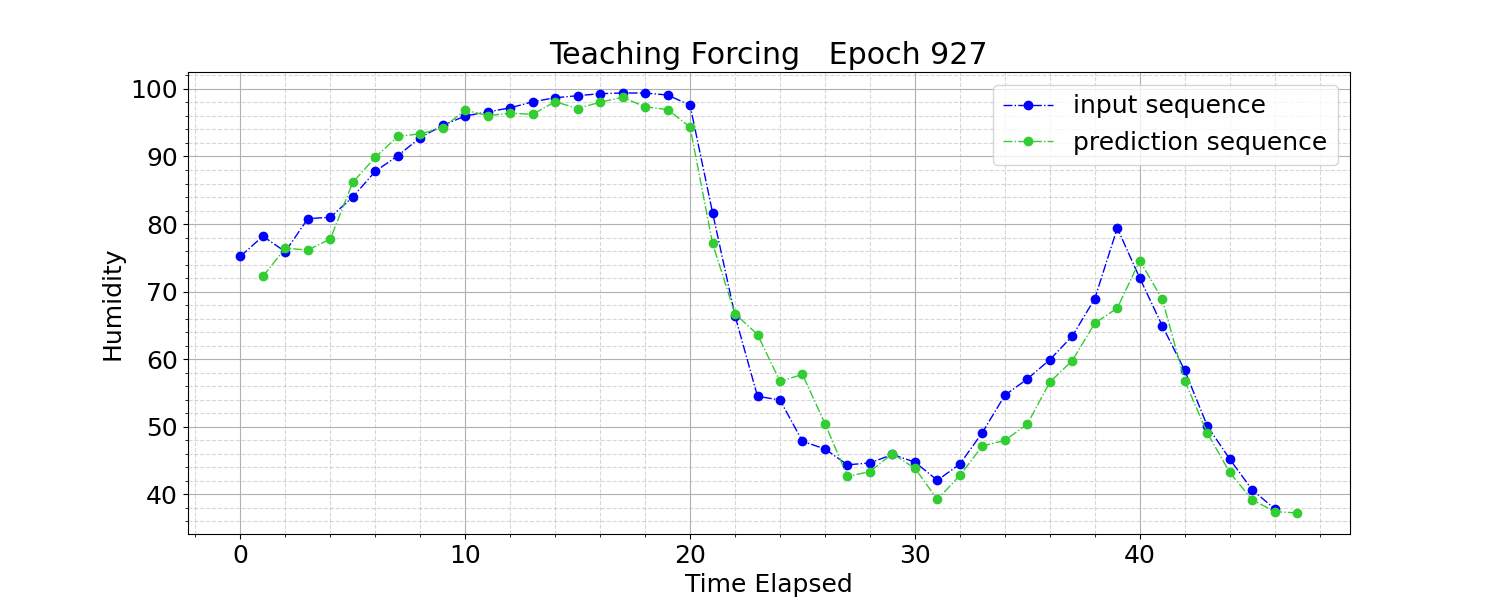 Teaching Forcing   Epoch 927
input sequence
prediction sequence
Humidity
100
90
80
70
60
50
40
0 10 20 30 40
Time Elapsed